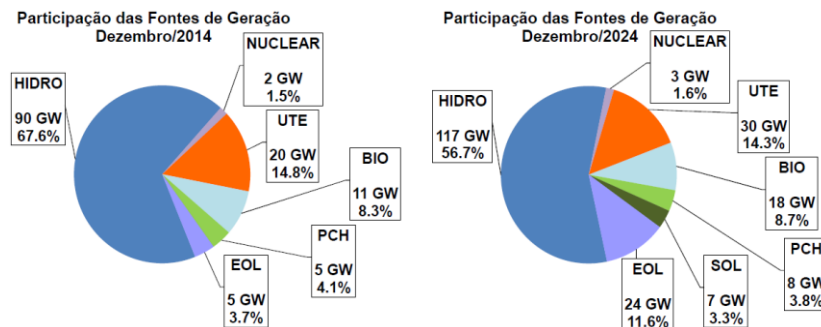 Participação das Fontes de Geração
Dezembro/2014
NUCLEAR
2 GW
1.5%
HIDRO
90 GW
67.6%
UTE
20 GW
14.8%
BIO
11 GW
8.3%
PCH
5 GW
4.1%
EOL
5 GW
3.7%
Participação das Fontes de Geração
Dezembro/2024
NUCLEAR
3 GW
1.6%
HIDRO
117 GW
56.7%
UTE
30 GW
14.3%
BIO
18 GW
8.7%
PCH
8 GW
3.8%
SOL
7 GW
3.3%
EOL
24 GW
11.6%